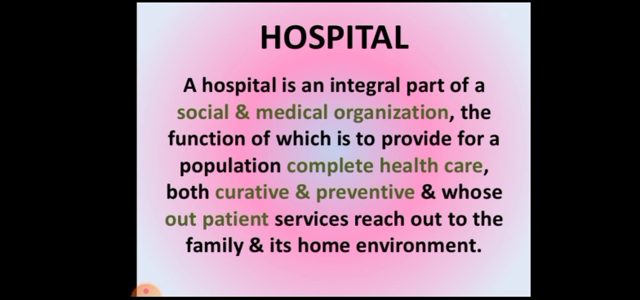 HOSPITAL
A hospital is an integral part of a
social & medical organization, the
function of which is to provide for a
population complete health care,
both curative & preventive & whose
out patient services reach out to the
family & its home environment.